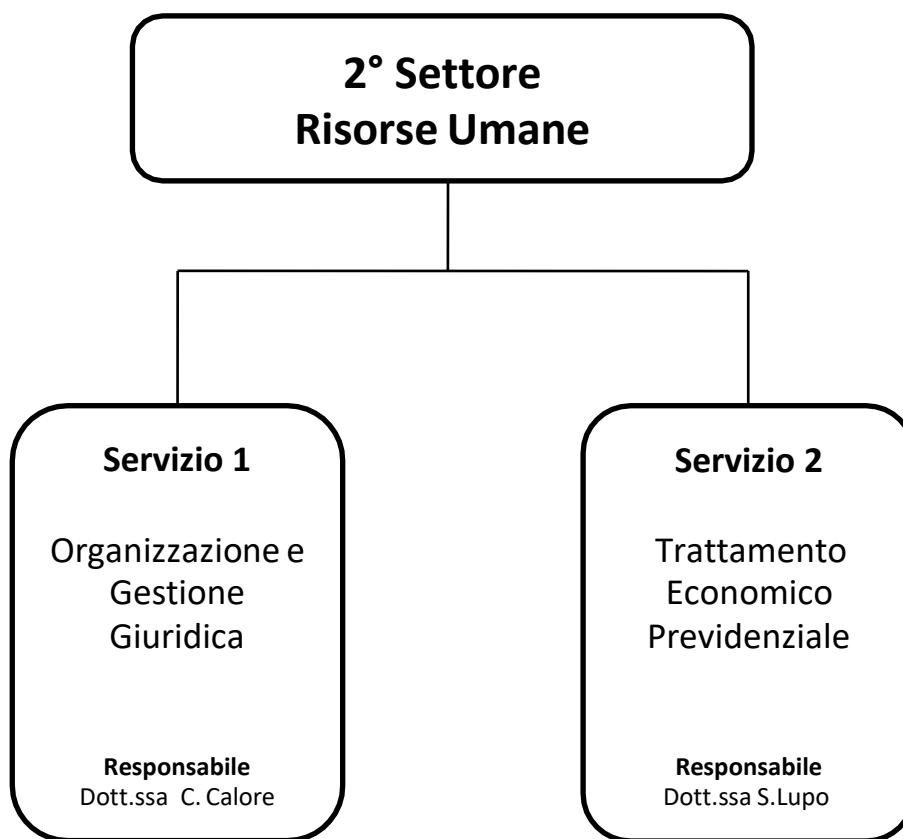 2° Settore
Risorse Umane
Servizio 1
Organizzazione e
Gestione
Giuridica
Responsabile
Dott.ssa C. Calore
Servizio 2
Trattamento
Economico
Previdenziale
Responsabile
Dott.ssa S.Lupo